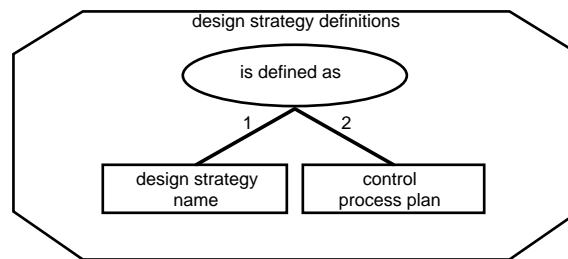 design strategy definitions
is defined as
1
2
design strategy
name
control
process plan